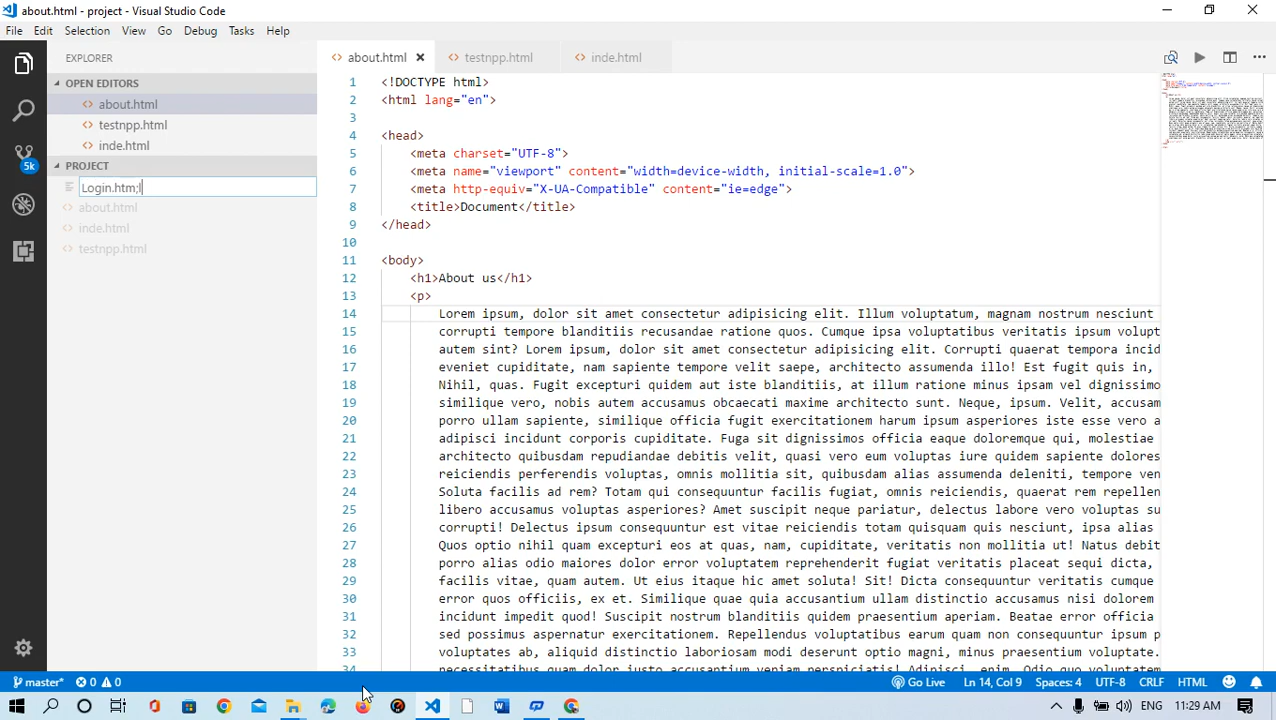 about.html - project - Visual Studio Code
File Edit Selection View Go Debug Tasks Help
EXPLORER
OPEN EDITORS
about.html
testnpp.html
inde.html
5k
PROJECT
Login.htm;l
about.html
inde.html
testnpp.html
about.html testnpp.html inde.html
1 <!DOCTYPE html>
2 <html lang="en">
3
4 <head>
5 <meta charset="UTF-8">
6 <meta name="viewport" content="width=device-width, initial-scale=1.0">
7 <meta http-equiv="X-UA-Compatible" content="ie=edge">
8 <title>Document</title>
9 </head>
10
11 <body>
12 <h1>About us</h1>
13 <p>
14 Lorem ipsum, dolor sit amet consectetur adipisicing elit. Illum voluptatum, magnam nostrum nesciunt
15 corrupti tempore blanditiis recusandae ratione quos. Cumque ipsa voluptatibus veritatis ipsum volupt
16 autem sint? Lorem ipsum, dolor sit amet consectetur adipisicing elit. Corrupti quaerat tempora incid
17 eveniet cupiditate, nam sapiente tempore velit saepe, architecto assumenda illo! Est fugit quis in,
18 Nihil, quas. Fugit excepturi quidem aut iste blanditiis, at illum ratione minus ipsam vel dignissimo
19 similique vero, nobis autem accusamus obcaecati maxime architecto sunt. Neque, ipsum. Velit, accusam
20 porro ullam sapiente, similique officia fugit exercitationem harum ipsum asperiores iste esse vero a
21 adipisci incidunt corporis cupiditate. Fuga sit dignissimos officia eaque doloremque qui, molestiae
22 architecto quibusdam repudiandae debitis velit, quasi vero eum voluptas iure quidem sapiente dolores
23 reiciendis perferendis voluptas, omnis mollitia sit, quibusdam alias assumenda deleniti, tempore ven
24 Soluta facilis ad rem? Totam qui consequuntur facilis fugiat, omnis reiciendis, quaerat rem repellen
25 libero accusamus voluptas asperiores? Amet suscipit neque pariatur, delectus labore vero voluptas su
26 corrupti! Delectus ipsum consequuntur est vitae reiciendis totam quisquam quis nesciunt, ipsa alias
27 Quos optio nihil quam excepturi eos at quas, nam, cupiditate, veritatis non mollitia ut! Natus debit
28 porro alias odio maiores dolor error voluptatem reprehenderit fugiat veritatis placeat sequi dicta,
29 facilis vitae, quam autem. Ut eius itaque hic amet soluta! Sit! Dicta consequuntur veritatis cumque
30 error quos officiis, ex et. Similique quae quia accusantium ullam distinctio accusamus nisi dolorem
31 incidunt impedit quod! Suscipit nostrum blanditiis quidem praesentium aperiam. Beatae error officia
32 sed possimus aspernatur exercitationem. Repellendus voluptatibus earum quam non consequuntur ipsum p
33 voluptates ab, aliquid distinctio laboriosam modi deserunt optio magni, minus praesentium voluptate.
34 necessitatibus quam dolor iusto accusantium veniam perspiciatis! Adipisci, enim. Odio quo voluptatem
master* 0 0 Go Live Ln 14, Col 9 Spaces: 4 UTF-8 CRLF HTML
ENG 11:29 AM